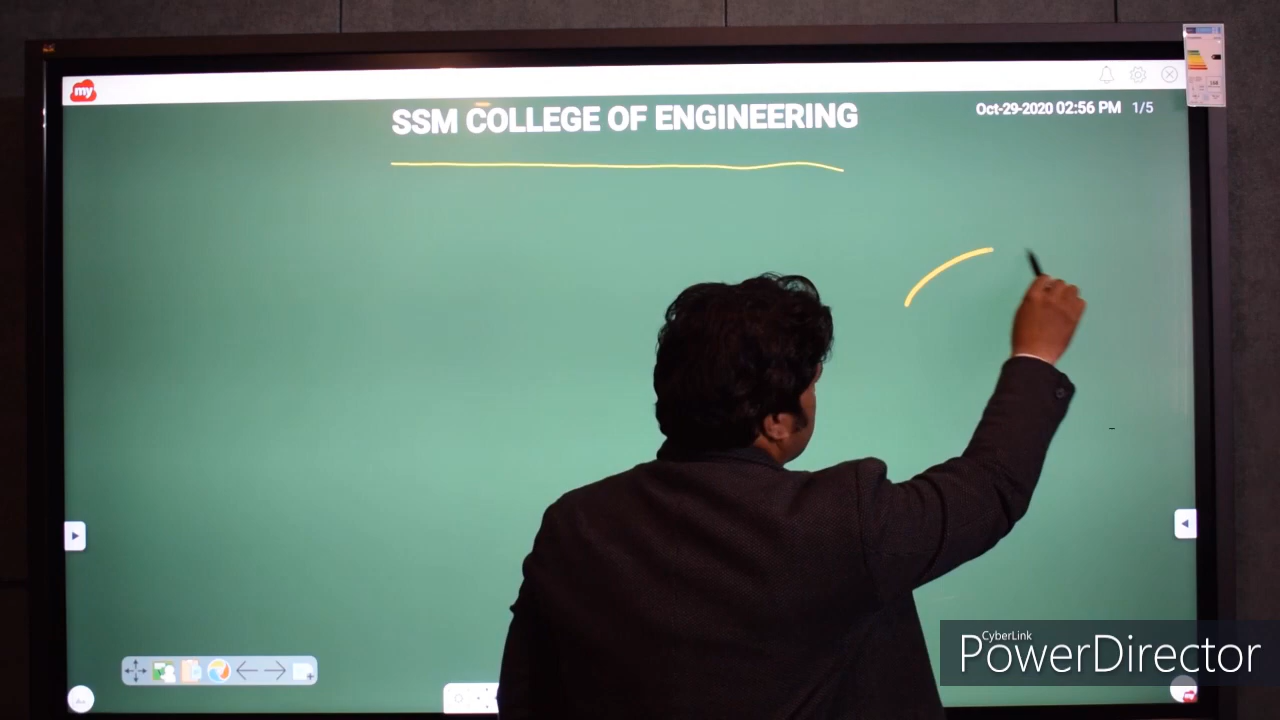 my
SSM COLLEGE OF ENGINEERING
Oct-29-2020 02:56 PM 1/5
CyberLink
PowerDirector